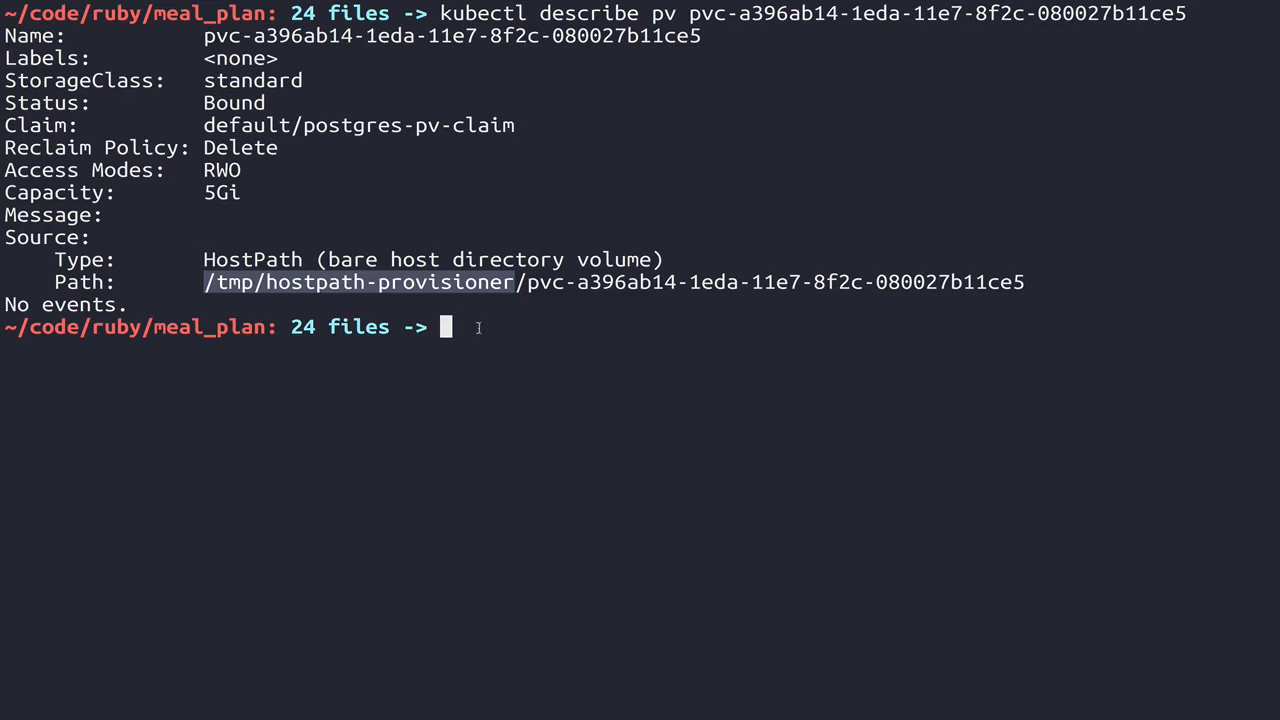 ~/code/ruby/meal_plan: 24 files -> kubectl describe pv pvc-a396ab14-1eda-11e7-8f2c-080027b11ce5
Name: pvc-a396ab14-1eda-11e7-8f2c-080027b11ce5
Labels: <none>
StorageClass: standard
Status: Bound
Claim: default/postgres-pv-claim
Reclaim Policy: Delete
Access Modes: RWO
Capacity: 5Gi
Message:
Source:
Type: HostPath (bare host directory volume)
Path: /tmp/hostpath-provisioner/pvc-a396ab14-1eda-11e7-8f2c-080027b11ce5
No events.
~/code/ruby/meal_plan: 24 files ->